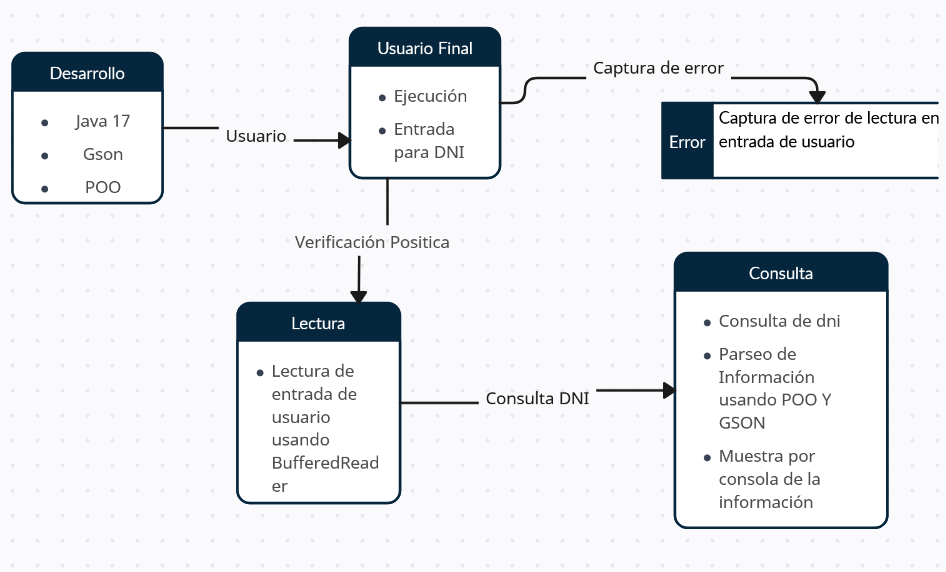 Desarrollo
Java 17
Gson
POO
Usuario
Usuario Final
Ejecución
Entrada
para DNI
Captura de error
Error
Captura de error de lectura en
entrada de usuario
Verificación Positica
Lectura
Lectura de
entrada de
usuario
usando
BufferedRead
er
Consulta DNI
Consulta
Consulta de dni
Parseo de
Información
usando POO Y
GSON
Muestra por
consola de la
información